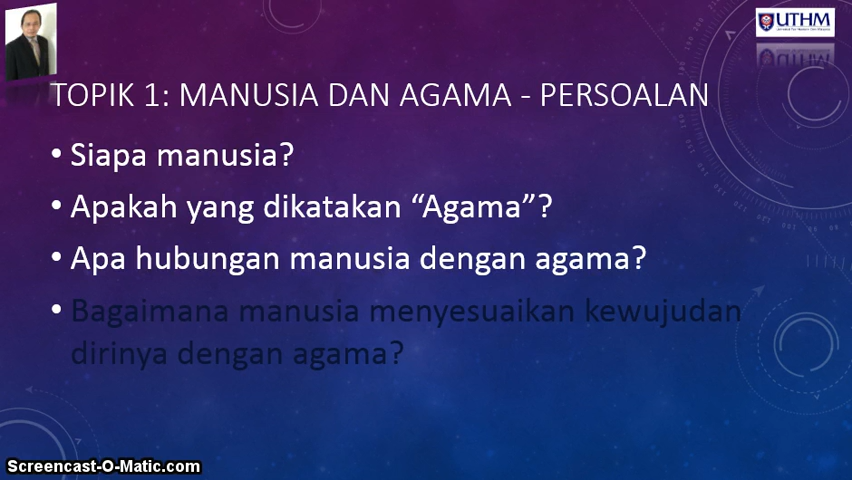 UTHM
TOPIK 1: MANUSIA DAN AGAMA - PERSOALAN
• Siapa manusia?
• Apakah yang dikatakan “Agama”?
• Apa hubungan manusia dengan agama?
• Bagaimana manusia menyesuaikan kewujudan
dirinya dengan agama?
Screencast-O-Matic.com